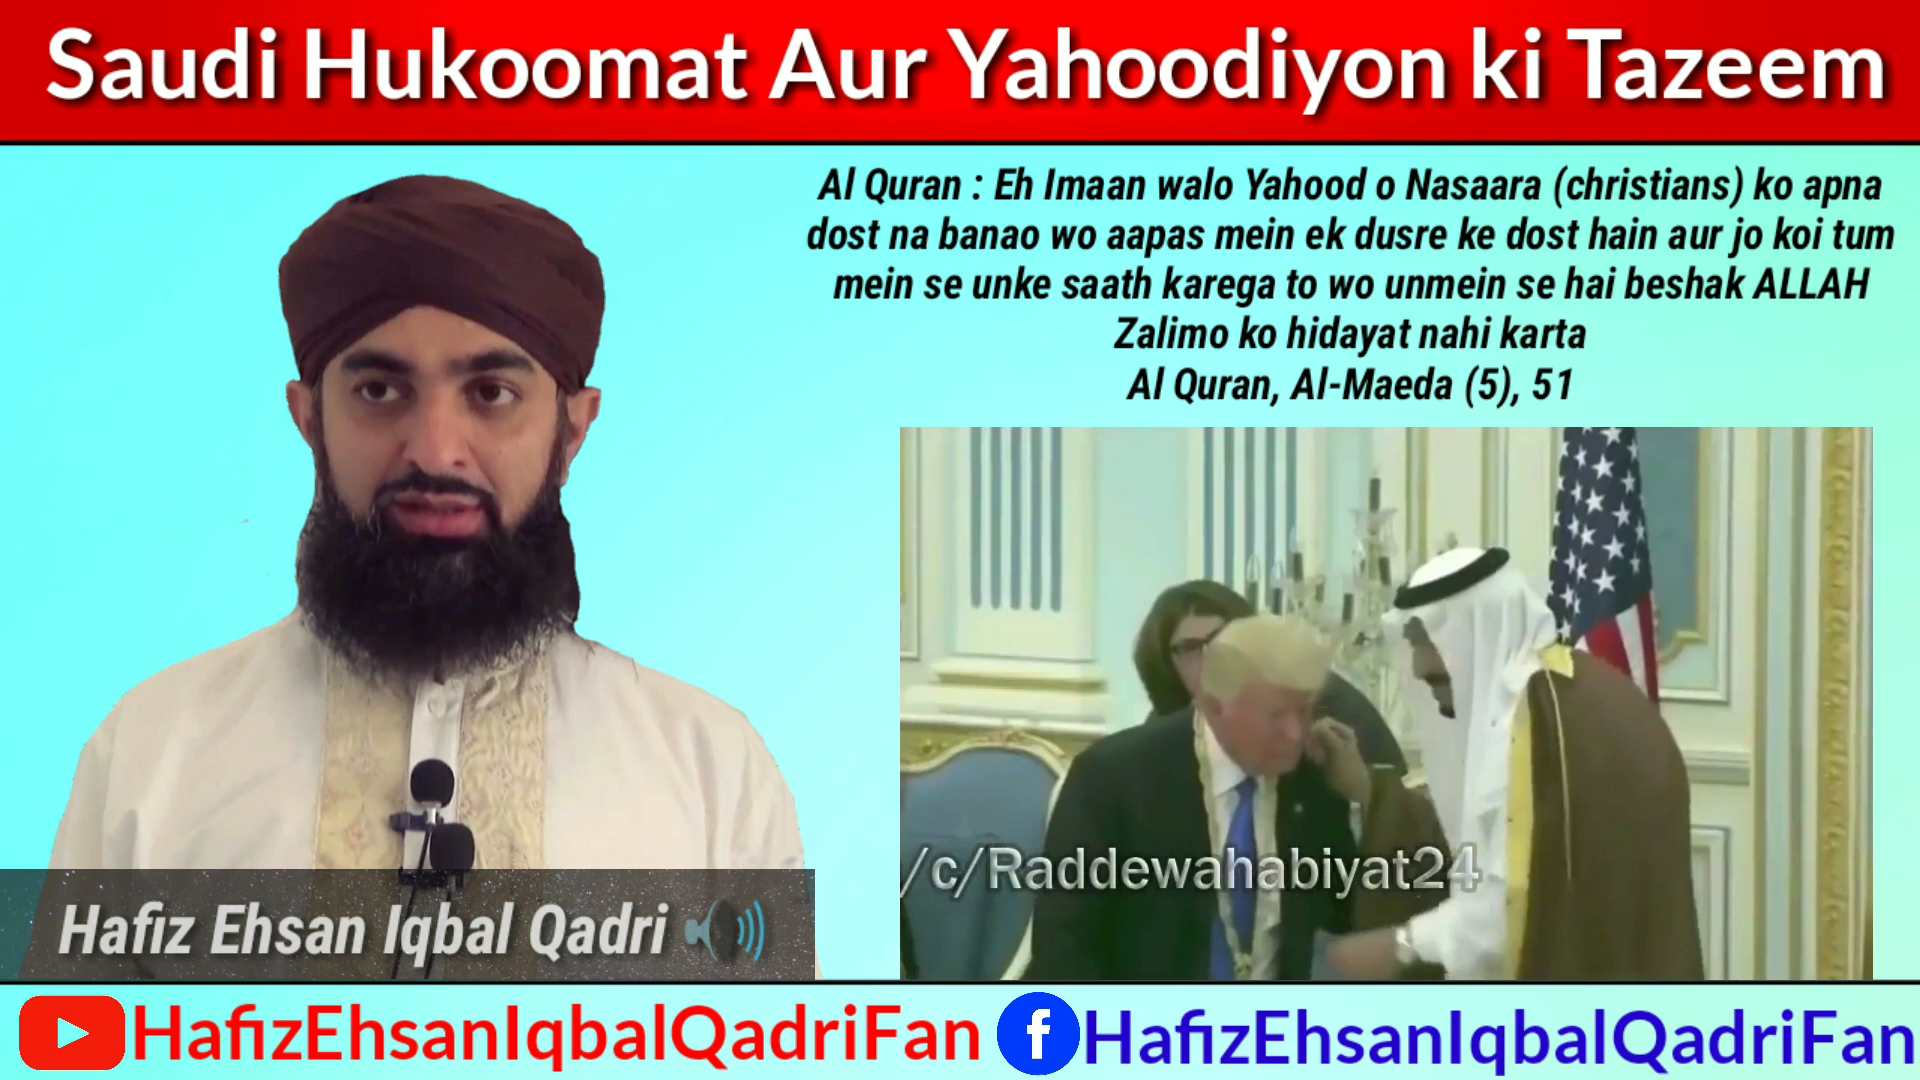 Saudi Hukoomat Aur Yahoodiyon ki Tazeem
Al Quran : Eh Imaan walo Yahood o Nasaara (christians) ko apna
dost na banao wo aapas mein ek dusre ke dost hain aur jo koi tum
mein se unke saath karega to wo unmein se hai beshak ALLAH
Zalimo ko hidayat nahi karta
Al Quran, Al-Maeda (5), 51
/c/Raddewahabiyat24
Hafiz Ehsan Iqbal Qadri
HafizEhsanIqbalQadriFan
f HafizEhsanIqbalQadriFan